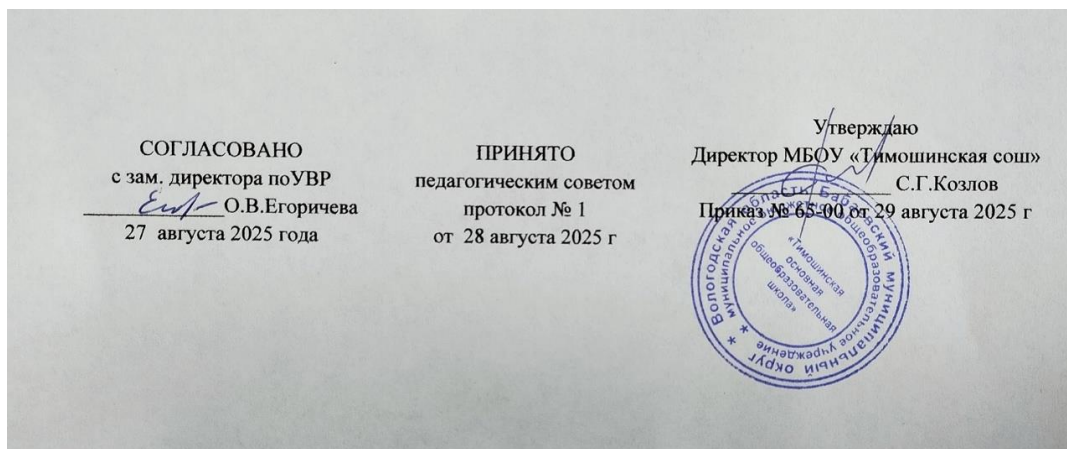 СОГЛАСОВАНО
с зам. директора поУВР
О.В.Егоричева
27 августа 2025 года
ПРИНЯТО
педагогическим советом
протокол № 1
от 28 августа 2025 г
Утверждаю
Директор МБОУ «Тимошинская сош»
С.Г.Козлов
Приказ № 65-00 от 29 августа 2025 г
* Вологодская область Бабаевский муниципальный округ
* муниципальное бюджетное общеобразовательное учреждение
«Тимошинская
основная
общеобразовательная
школа»